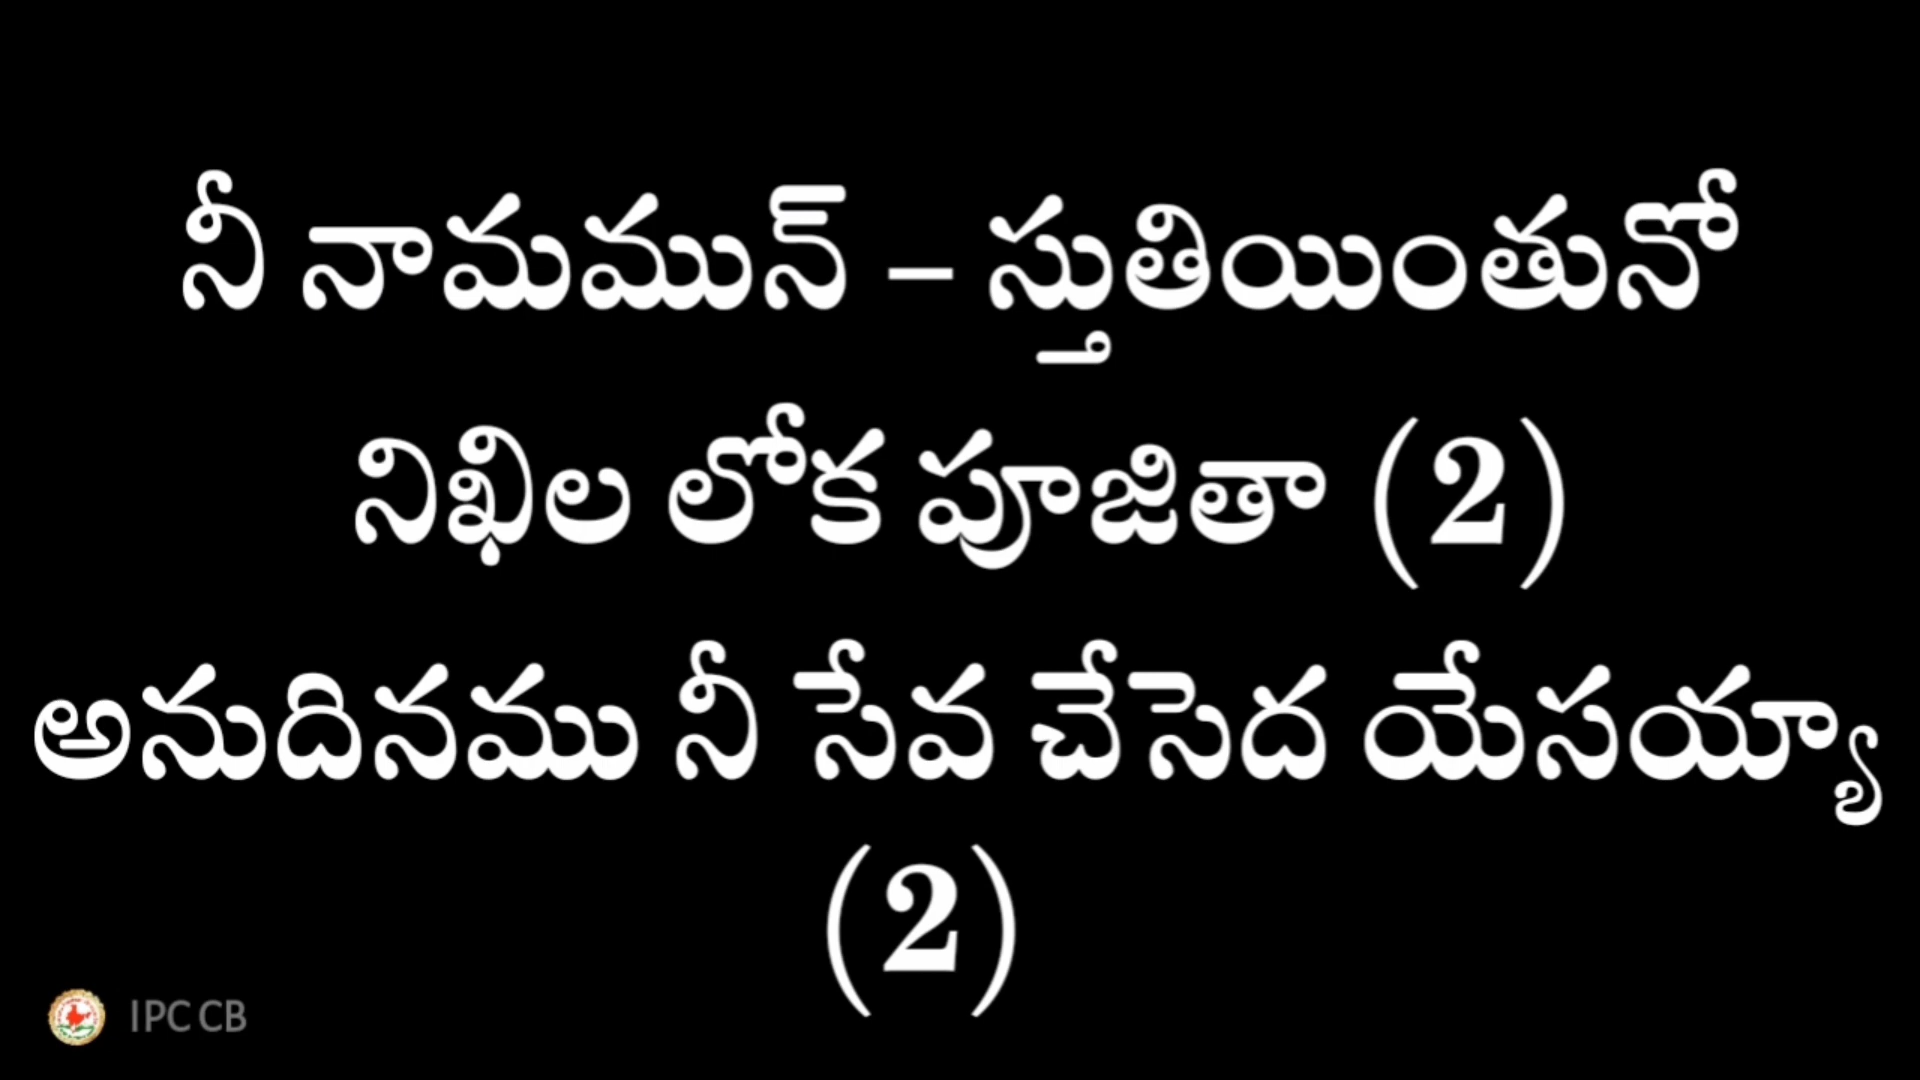 నీ నామమున్ – స్తుతియింతునో
నిఖిల లోక పూజితా (2)
అనుదినము నీ సేవ చేసెద యేసయ్యా
(2)
IPC CB